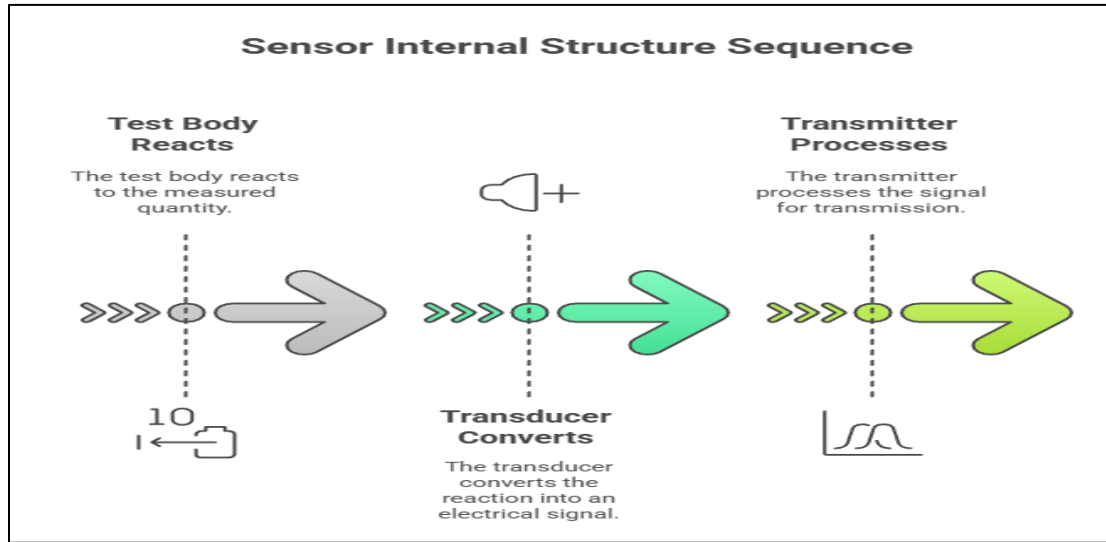 Sensor Internal Structure Sequence
Test Body
Reacts
The test body reacts
to the measured
quantity.
Transmitter
Processes
The transmitter
processes the signal
for transmission.
10
Transducer
Converts
The transducer
converts the
reaction into an
electrical signal.